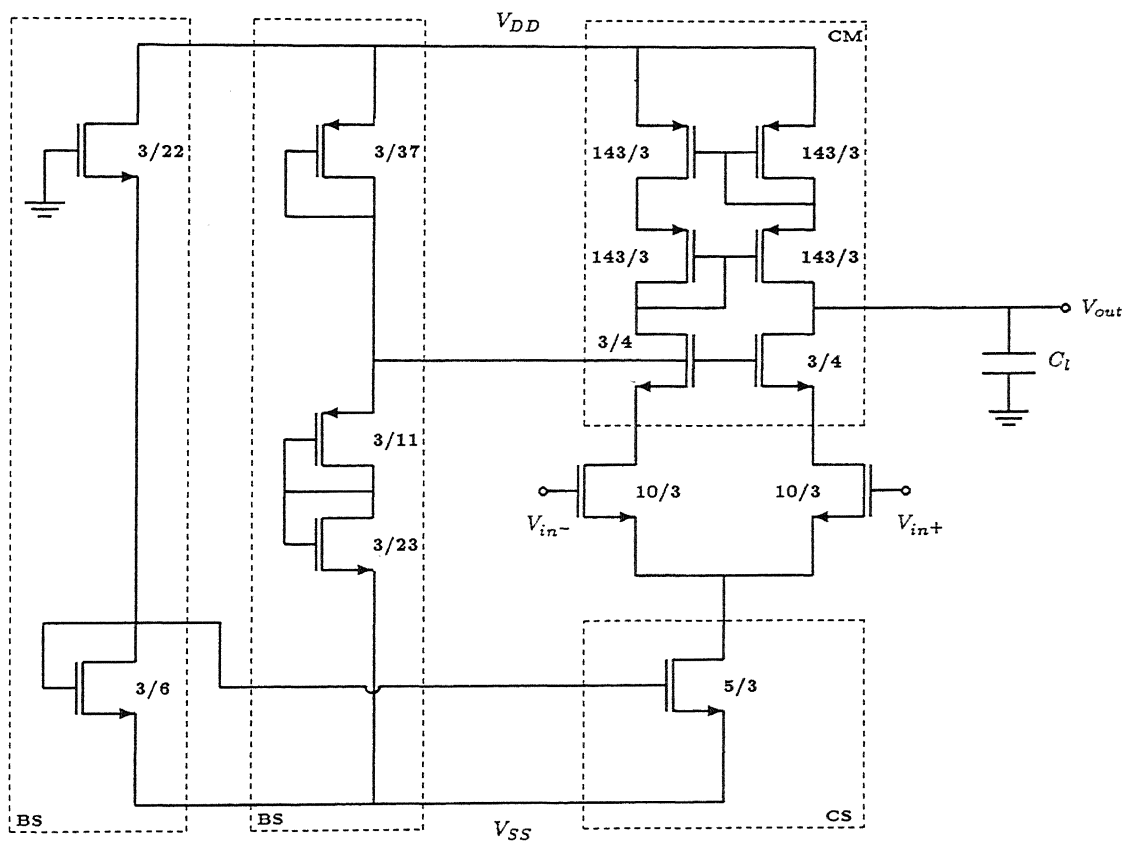 V_DD
CM
3/22
3/37
143/3
143/3
143/3
143/3
V_out
3/4
3/4
C_l
3/11
10/3
10/3
V_in-
V_in+
3/23
3/6
5/3
BS
BS
V_SS
CS